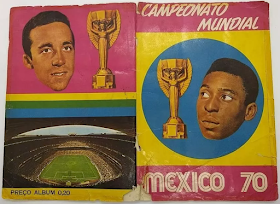 CAMPEONATO
MUNDIAL
MEXICO 70
PREÇO ALBUM 0,20